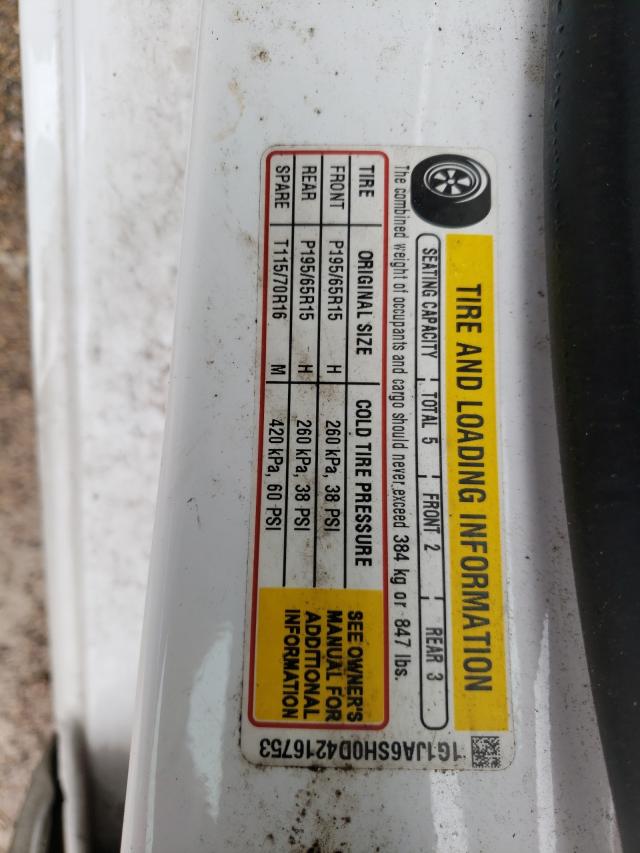 TIRE AND LOADING INFORMATION
SEATING CAPACITY TOTAL 5 FRONT 2 REAR 3
The combined weight of occupants and cargo should never exceed 384 kg or 847 lbs.
TIRE ORIGINAL SIZE COLD TIRE PRESSURE
FRONT P195/65R15 H 260 kPa, 38 PSI
REAR P195/65R15 H 260 kPa, 38 PSI
SPARE T115/70R16 M 420 kPa, 60 PSI
SEE OWNER'S
MANUAL FOR
ADDITIONAL
INFORMATION
1G1JA6SH0D4216753